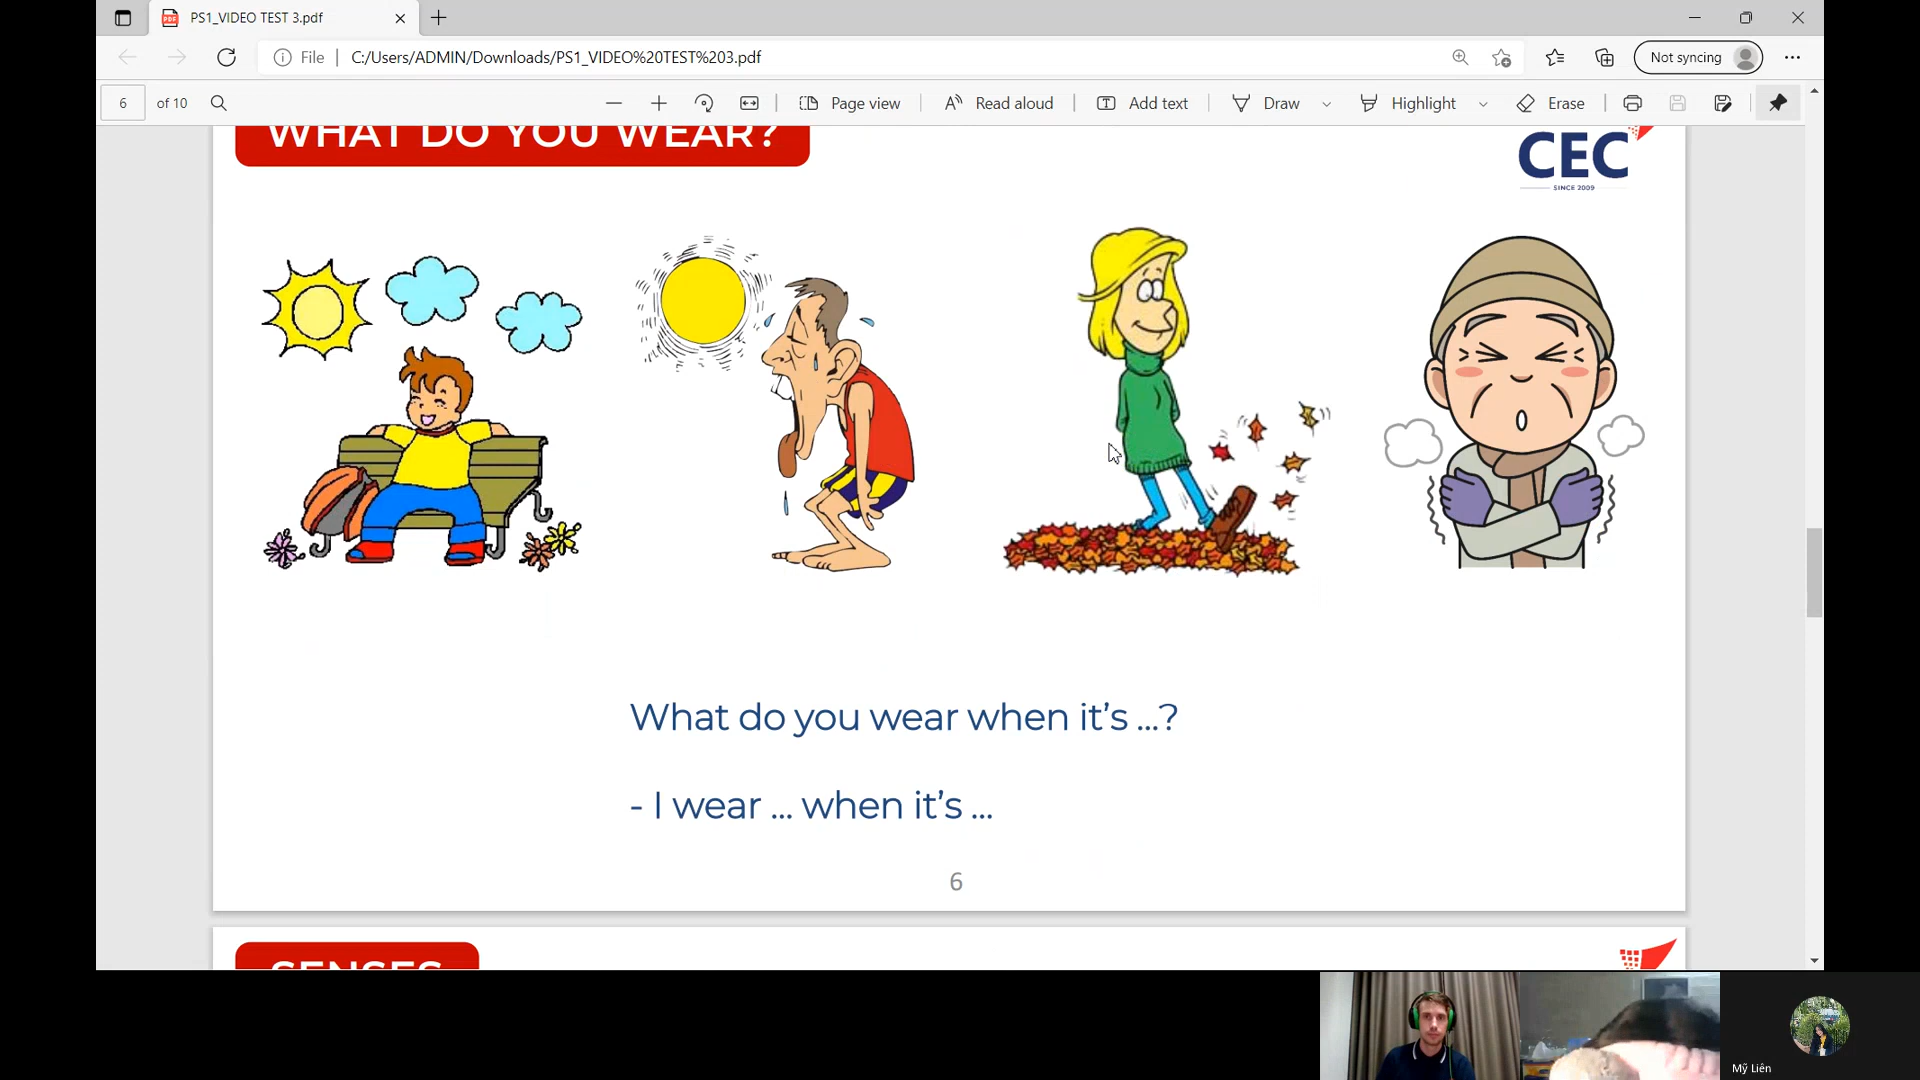 PS1_VIDEO TEST 3.pdf
File
C:/Users/ADMIN/Downloads/PS1_VIDEO%20TEST%203.pdf
Not syncing
6 of 10
Page view
Read aloud
Add text
Draw
Highlight
Erase
WHAT DO YOU WEAR?
CEC
SINCE 2009
What do you wear when it's ...?
- I wear ... when it's ...
6
SENSES
Mỹ Liên